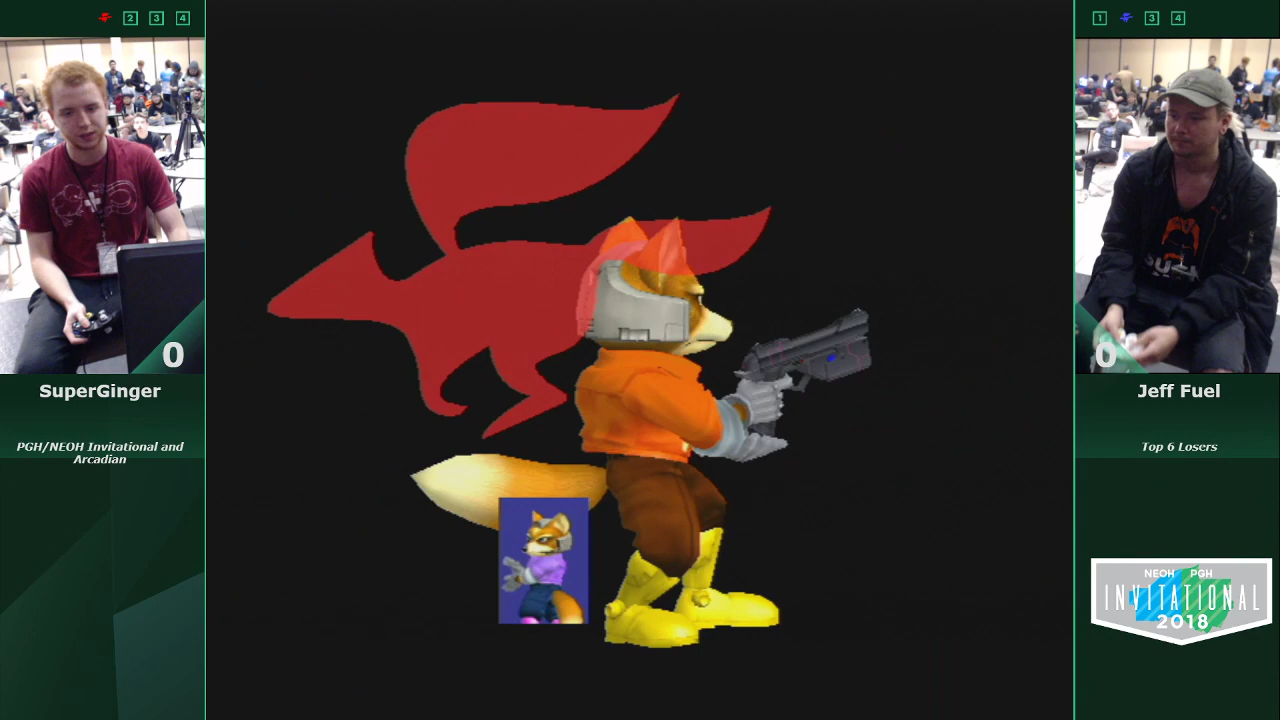 2 3 4
1 3 4
0
0
SuperGinger
Jeff Fuel
PGH/NEOH Invitational and
Arcadian
Top 6 Losers
NEOH PGH
INVITATIONAL
2018